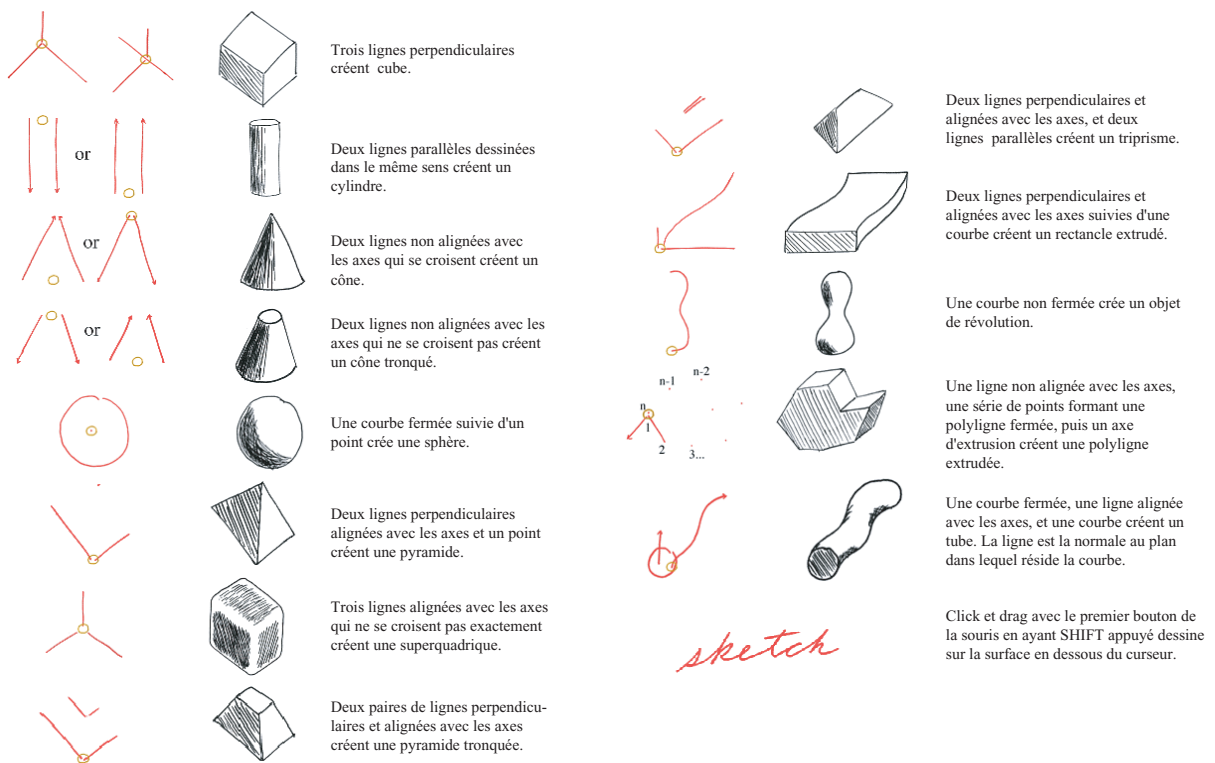 Trois lignes perpendiculaires
créent cube.
or
Deux lignes parallèles dessinées
dans le même sens créent un
cylindre.
or
Deux lignes non alignées avec
les axes qui se croisent créent un
cône.
or
Deux lignes non alignées avec les
axes qui ne se croisent pas créent
un cône tronqué.
Une courbe fermée suivie d'un
point crée une sphère.
Deux lignes perpendiculaires
alignées avec les axes et un point
créent une pyramide.
Trois lignes alignées avec les axes
qui ne se croisent pas exactement
créent une superquadrique.
Deux paires de lignes perpendicu-
laires et alignées avec les axes
créent une pyramide tronquée.
Deux lignes perpendiculaires et
alignées avec les axes, et deux
lignes parallèles créent un triprisme.
Deux lignes perpendiculaires et
alignées avec les axes suivies d'une
courbe créent un rectangle extrudé.
Une courbe non fermée crée un objet
de révolution.
n-2
n-1
n
1
2
3...
Une ligne non alignée avec les axes,
une série de points formant une
polyligne fermée, puis un axe
d'extrusion créent une polyligne
extrudée.
Une courbe fermée, une ligne alignée
avec les axes, et une courbe créent un
tube. La ligne est la normale au plan
dans lequel réside la courbe.
sketch
Click et drag avec le premier bouton de
la souris en ayant SHIFT appuyé dessine
sur la surface en dessous du curseur.